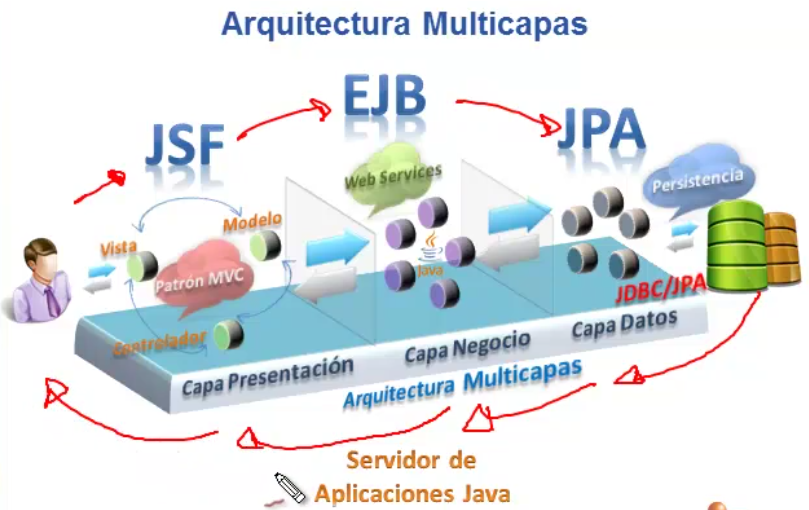 Arquitectura Multicapas
EJB
JSF
JPA
Web Services
Persistencia
Vista
Modelo
Patrón MVC
Java
JDBC/JPA
Controlador
Capa Presentación
Capa Negocio
Capa Datos
Arquitectura Multicapas
Servidor de
Aplicaciones Java